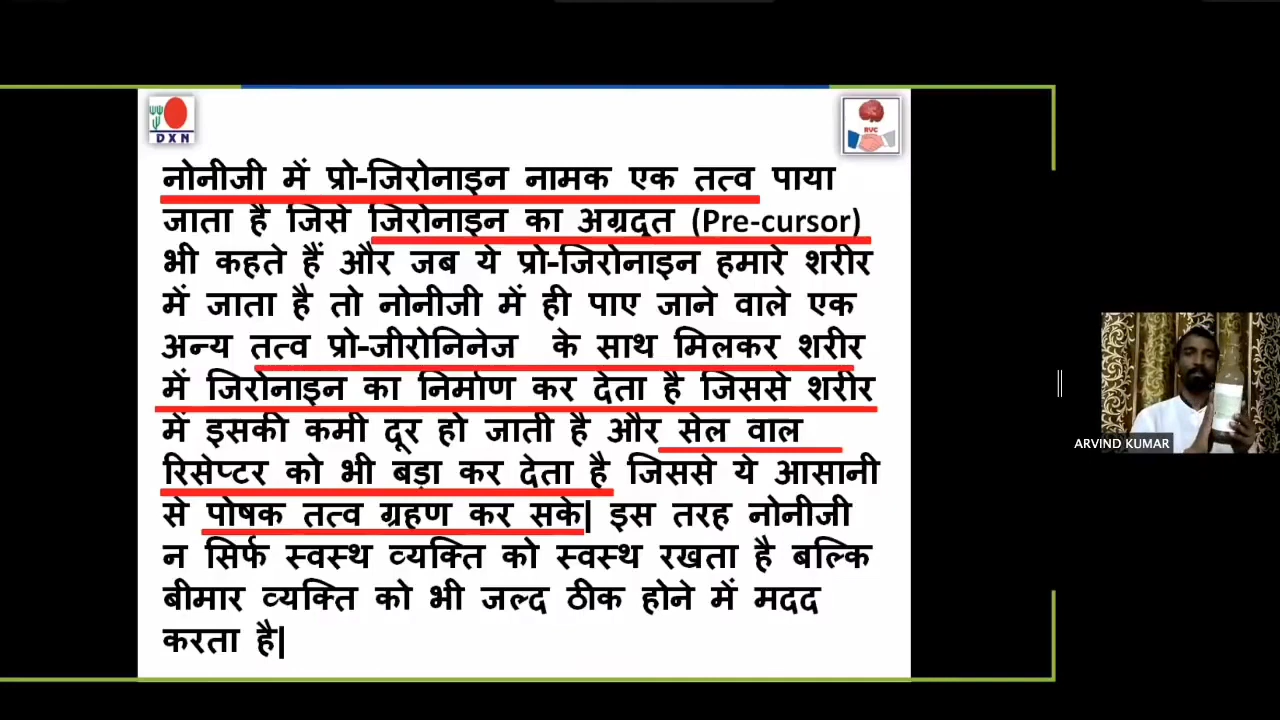 DXN
RVC
नोनीजी में प्रो-जिरोनाइन नामक एक तत्व पाया
जाता है जिसे जिरोनाइन का अग्रदूत (Pre-cursor)
भी कहते हैं और जब ये प्रो-जिरोनाइन हमारे शरीर
में जाता है तो नोनीजी में ही पाए जाने वाले एक
अन्य तत्व प्रो-जीरोनिनेज के साथ मिलकर शरीर
में जिरोनाइन का निर्माण कर देता है जिससे शरीर
में इसकी कमी दूर हो जाती है और सेल वाल
रिसेप्टर को भी बड़ा कर देता है जिससे ये आसानी
से पोषक तत्व ग्रहण कर सके| इस तरह नोनीजी
न सिर्फ स्वस्थ व्यक्ति को स्वस्थ रखता है बल्कि
बीमार व्यक्ति को भी जल्द ठीक होने में मदद
करता है|
ARVIND KUMAR